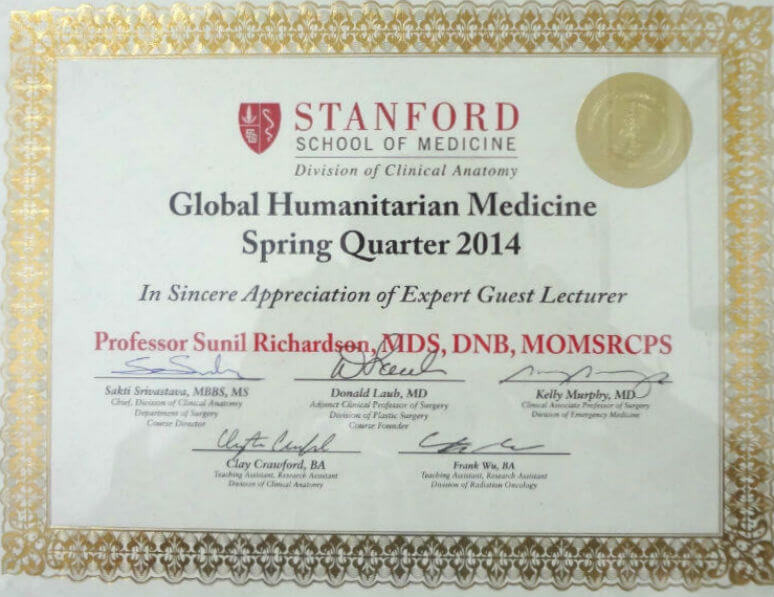 STANFORD
SCHOOL OF MEDICINE
Division of Clinical Anatomy
Global Humanitarian Medicine
Spring Quarter 2014
In Sincere Appreciation of Expert Guest Lecturer
Professor Sunil Richardson, MDS, DNB, MOMSRCPS
Sakti Srivastava, MBBS, MS
Chief, Division of Clinical Anatomy
Department of Surgery
Course Director
Donald Laub, MD
Adjunct Clinical Professor of Surgery
Division of Plastic Surgery
Course Founder
Kelly Murphy, MD
Clinical Associate Professor of Surgery
Division of Emergency Medicine
Clay Crawford, BA
Teaching Assistant, Research Assistant
Division of Clinical Anatomy
Frank Wu, BA
Teaching Assistant, Research Assistant
Division of Radiation Oncology